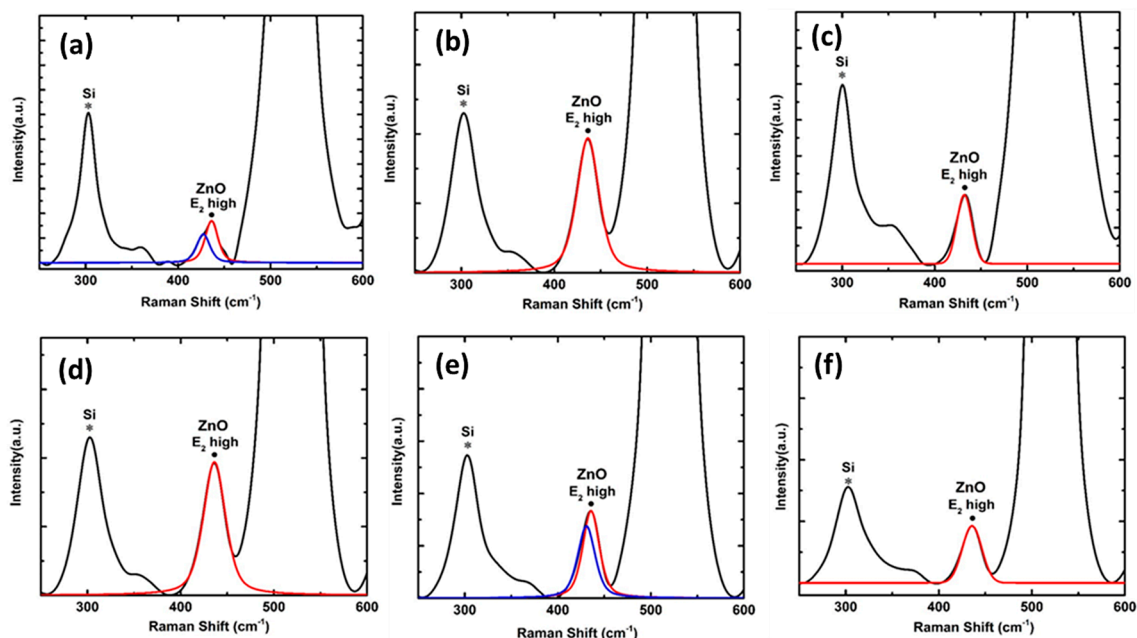 (a)
Intensity(a.u.)
Si
*
ZnO
E₂ high
300 400 500 600
Raman Shift (cm⁻¹)
(b)
Intensity(a.u.)
Si
*
ZnO
E₂ high
300 400 500 600
Raman Shift (cm⁻¹)
(c)
Intensity(a.u.)
Si
*
ZnO
E₂ high
300 400 500 600
Raman Shift (cm⁻¹)
(d)
Intensity(a.u.)
Si
*
ZnO
E₂ high
300 400 500 600
Raman Shift (cm⁻¹)
(e)
Intensity(a.u.)
Si
*
ZnO
E₂ high
300 400 500 600
Raman Shift (cm⁻¹)
(f)
Intensity(a.u.)
Si
*
ZnO
E₂ high
300 400 500 600
Raman Shift (cm⁻¹)